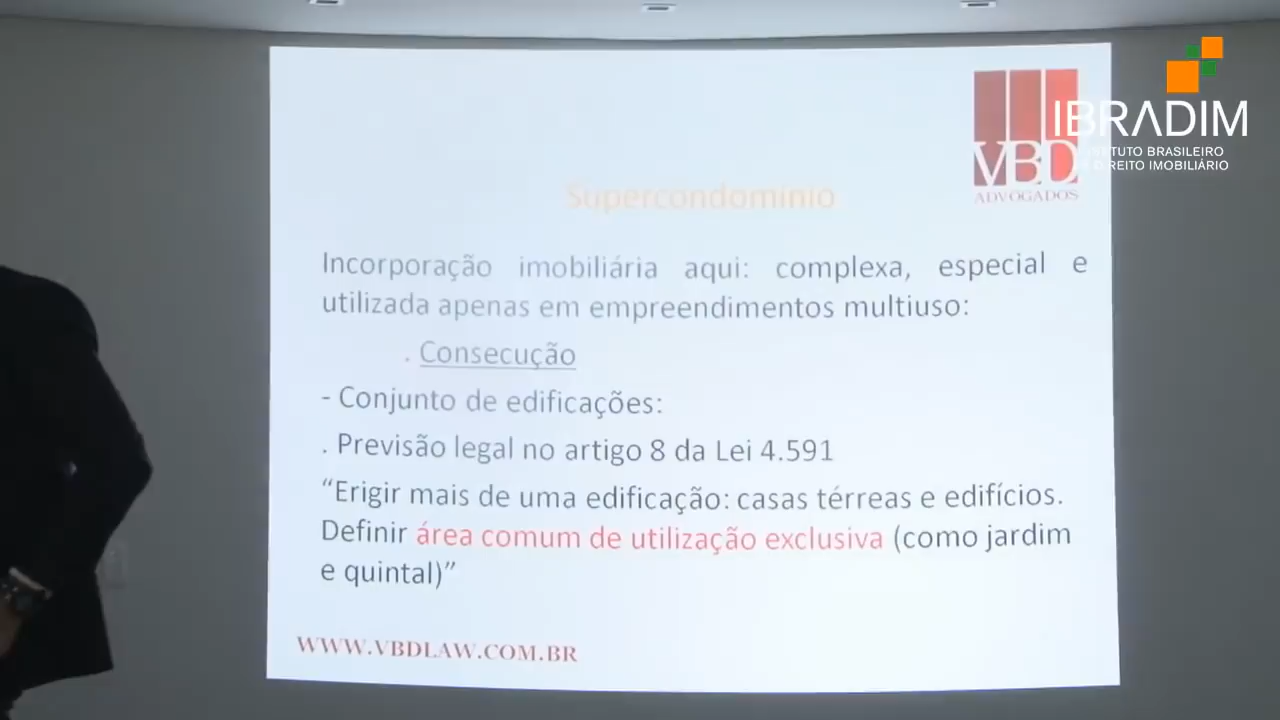 IBRADIM
INSTITUTO BRASILEIRO
DE DIREITO IMOBILIÁRIO
VBD
ADVOGADOS
Supercondomínio
Incorporação imobiliária aqui: complexa, especial e
utilizada apenas em empreendimentos multiuso:
. Consecução
- Conjunto de edificações:
. Previsão legal no artigo 8 da Lei 4.591
“Erigir mais de uma edificação: casas térreas e edifícios.
Definir área comum de utilização exclusiva (como jardim
e quintal)”
WWW.VBDLAW.COM.BR